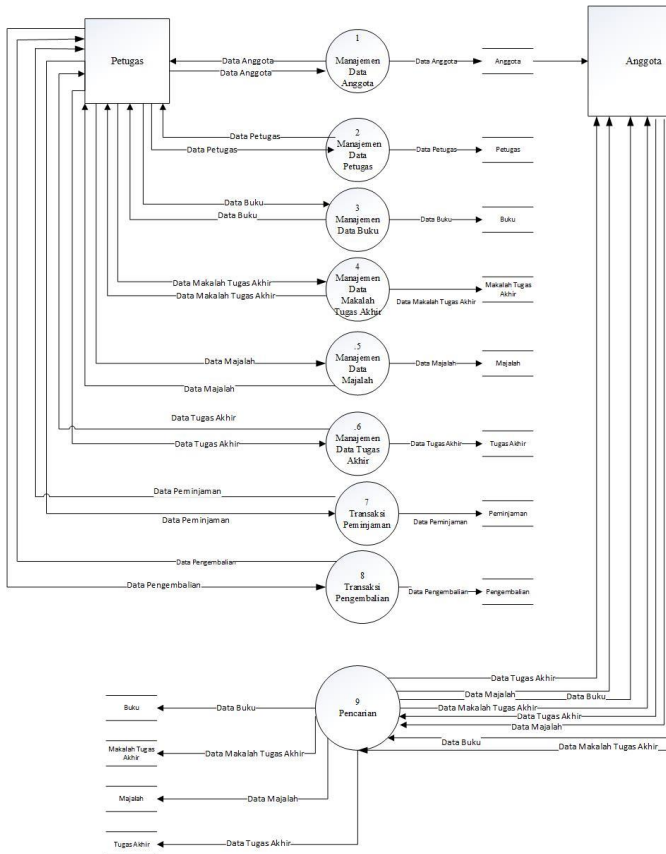 Petugas
Data Anggota
Data Anggota
1
Manajemen
Data
Anggota
Data Anggota
Anggota
Anggota
Data Petugas
Data Petugas
2
Manajemen
Data
Petugas
Data Petugas
Petugas
Data Buku
Data Buku
3
Manajemen
Data Buku
Data Buku
Buku
Data Makalah Tugas Akhir
Data Makalah Tugas Akhir
4
Manajemen
Data
Makalah
Tugas Akhir
Data Makalah Tugas Akhir
Makalah Tugas
Akhir
Data Majalah
Data Majalah
.5
Manajemen
Data
Majalah
Data Majalah
Majalah
Data Tugas Akhir
Data Tugas Akhir
.6
Manajemen
Data Tugas
Akhir
Data Tugas Akhir
Tugas Akhir
Data Peminjaman
Data Peminjaman
7
Transaksi
Peminjaman
Data Peminjaman
Peminjaman
Data Pengembalian
Data Pengembalian
8
Transaksi
Pengembalian
Data Pengembalian
Pengembalian
9
Pencarian
Data Tugas Akhir
Data Majalah
Data Buku
Data Makalah Tugas Akhir
Data Tugas Akhir
Data Majalah
Data Buku
Data Makalah Tugas Akhir
Buku
Data Buku
Makalah Tugas
Akhir
Data Makalah Tugas Akhir
Majalah
Data Majalah
Tugas Akhir
Data Tugas Akhir